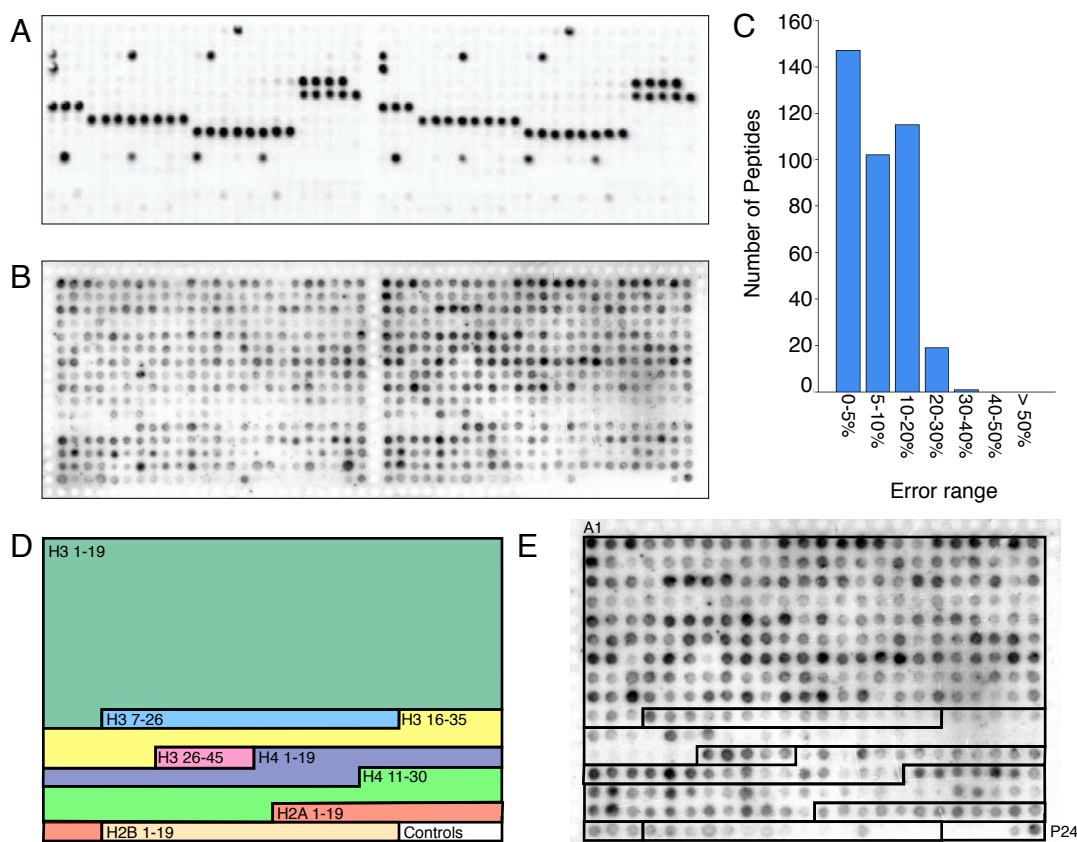 A
B
C
160
140
120
100
80
60
40
20
0
Number of Peptides
0-5%
5-10%
10-20%
20-30%
30-40%
40-50%
> 50%
Error range
D
H3 1-19
H3 7-26
H3 16-35
H3 26-45
H4 1-19
H4 11-30
H2A 1-19
H2B 1-19
Controls
E
A1
P24